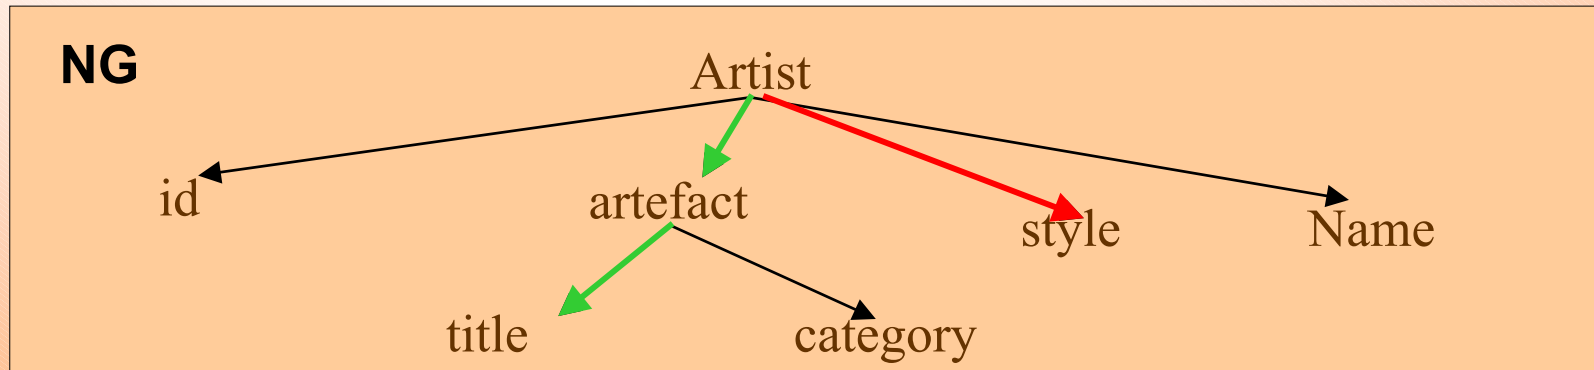 NG
Artist
id
artefact
style
Name
title
category